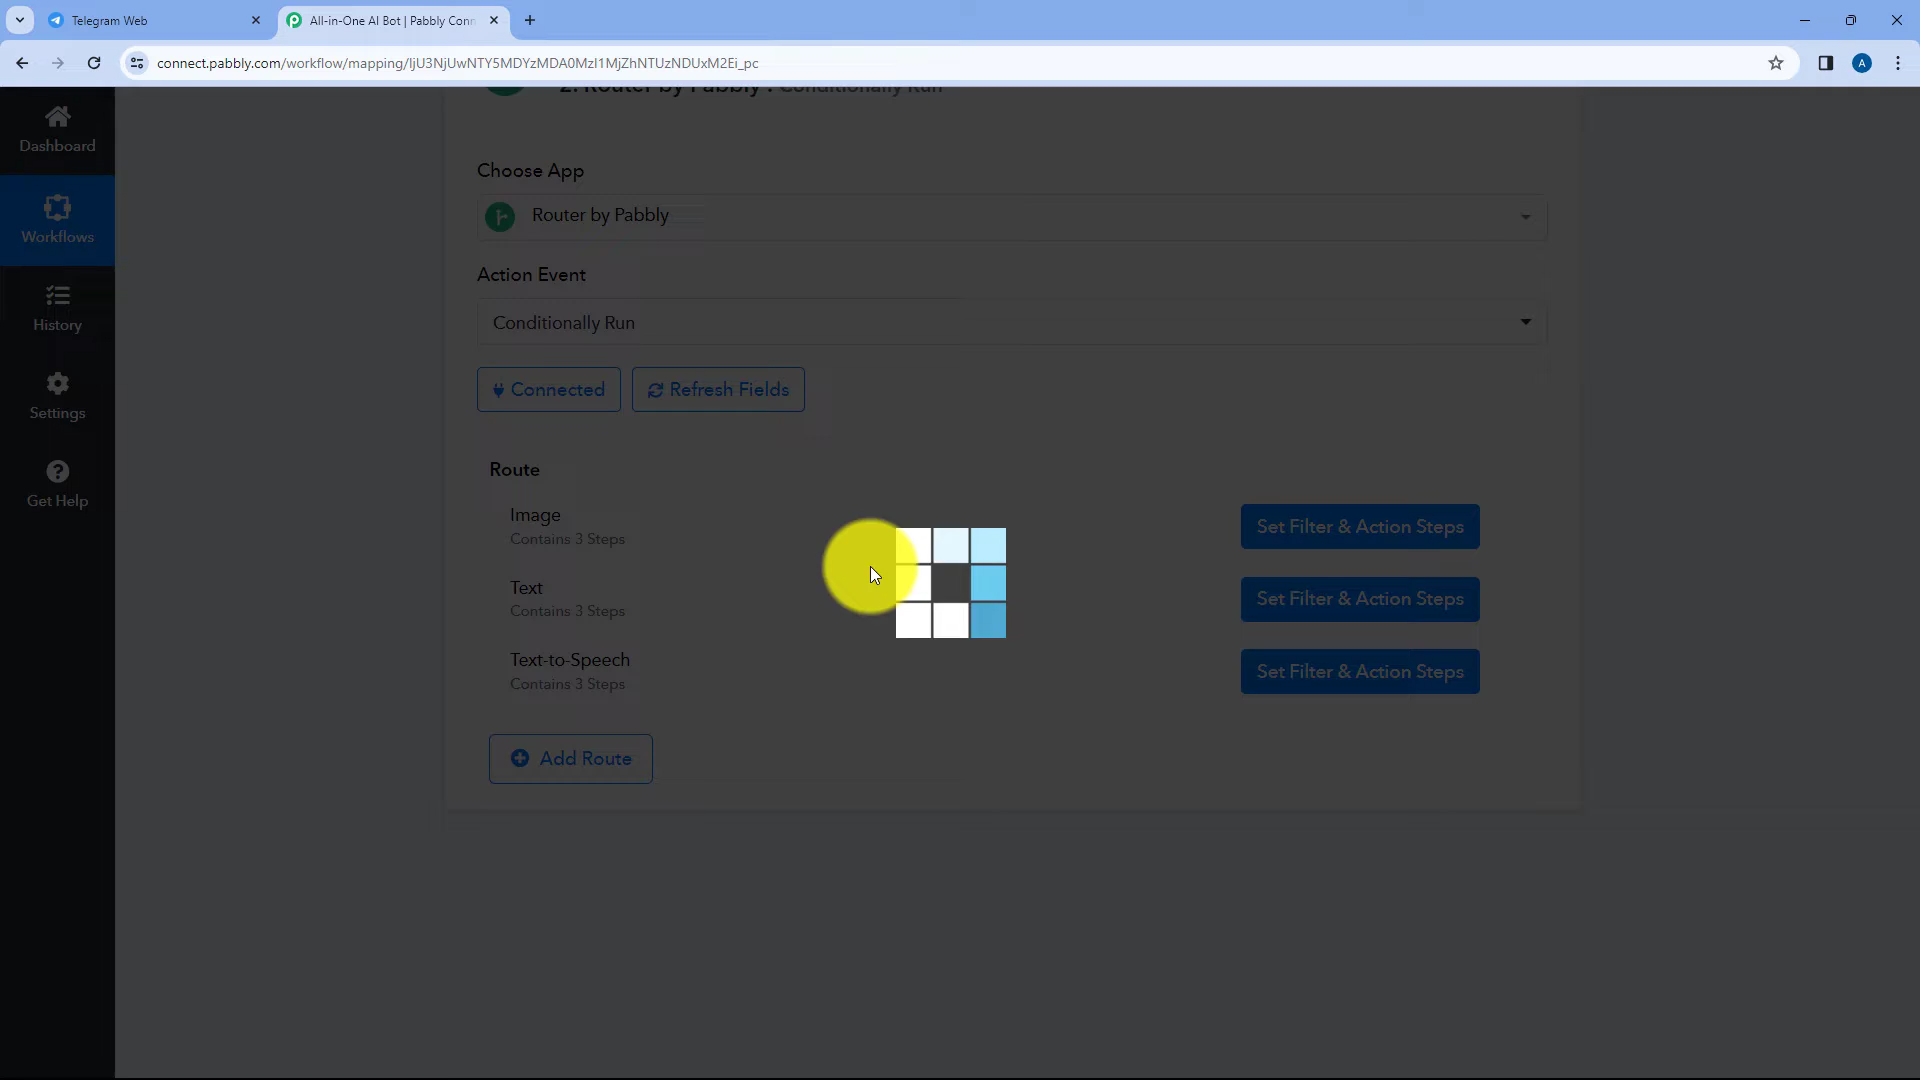 Telegram Web
All-in-One AI Bot | Pabbly Conn
connect.pabbly.com/workflow/mapping/IjU3NjUwNTY5MDYzMDA0MzI1MjZhNTUzNDUxM2Ei_pc
A
2. Router by Pabbly : Conditionally Run
Dashboard
Workflows
History
Settings
Get Help
Choose App
Router by Pabbly
Action Event
Conditionally Run
Connected
Refresh Fields
Route
Image
Contains 3 Steps
Set Filter & Action Steps
Text
Contains 3 Steps
Set Filter & Action Steps
Text-to-Speech
Contains 3 Steps
Set Filter & Action Steps
Add Route